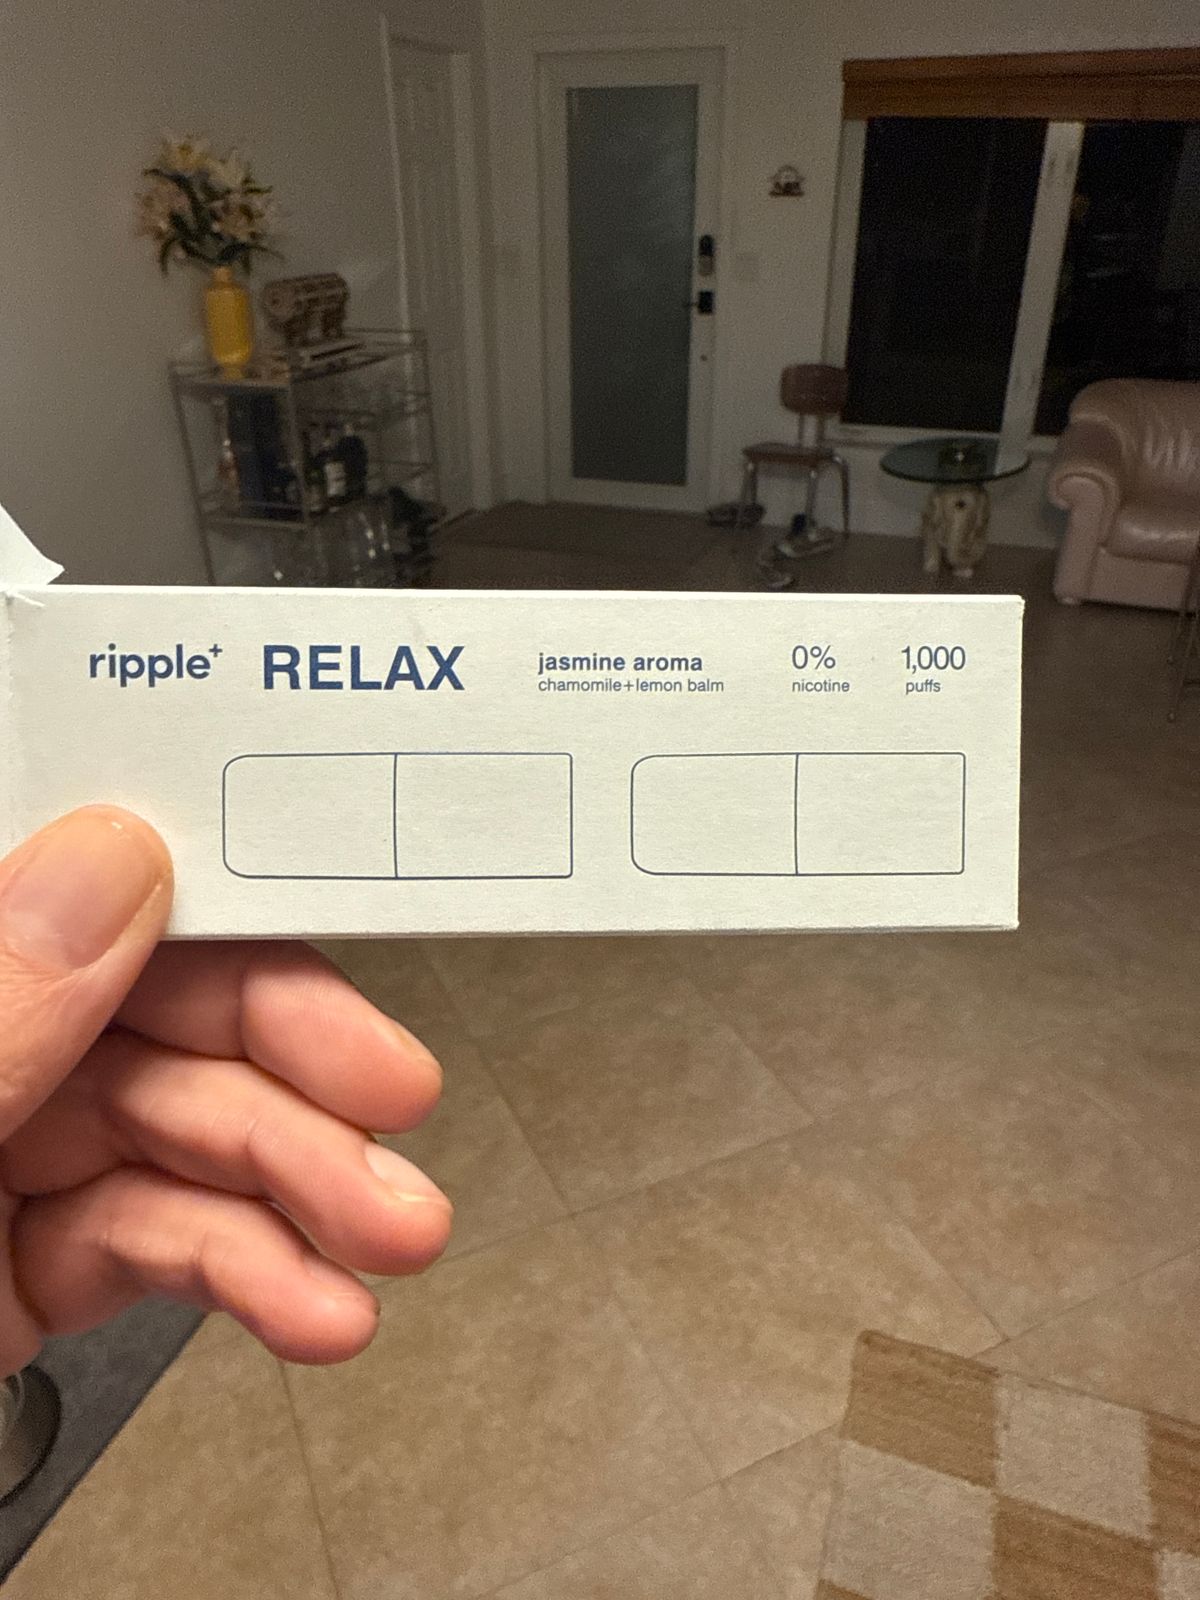 ripple⁺ RELAX
jasmine aroma
chamomile+lemon balm
0%
nicotine
1,000
puffs